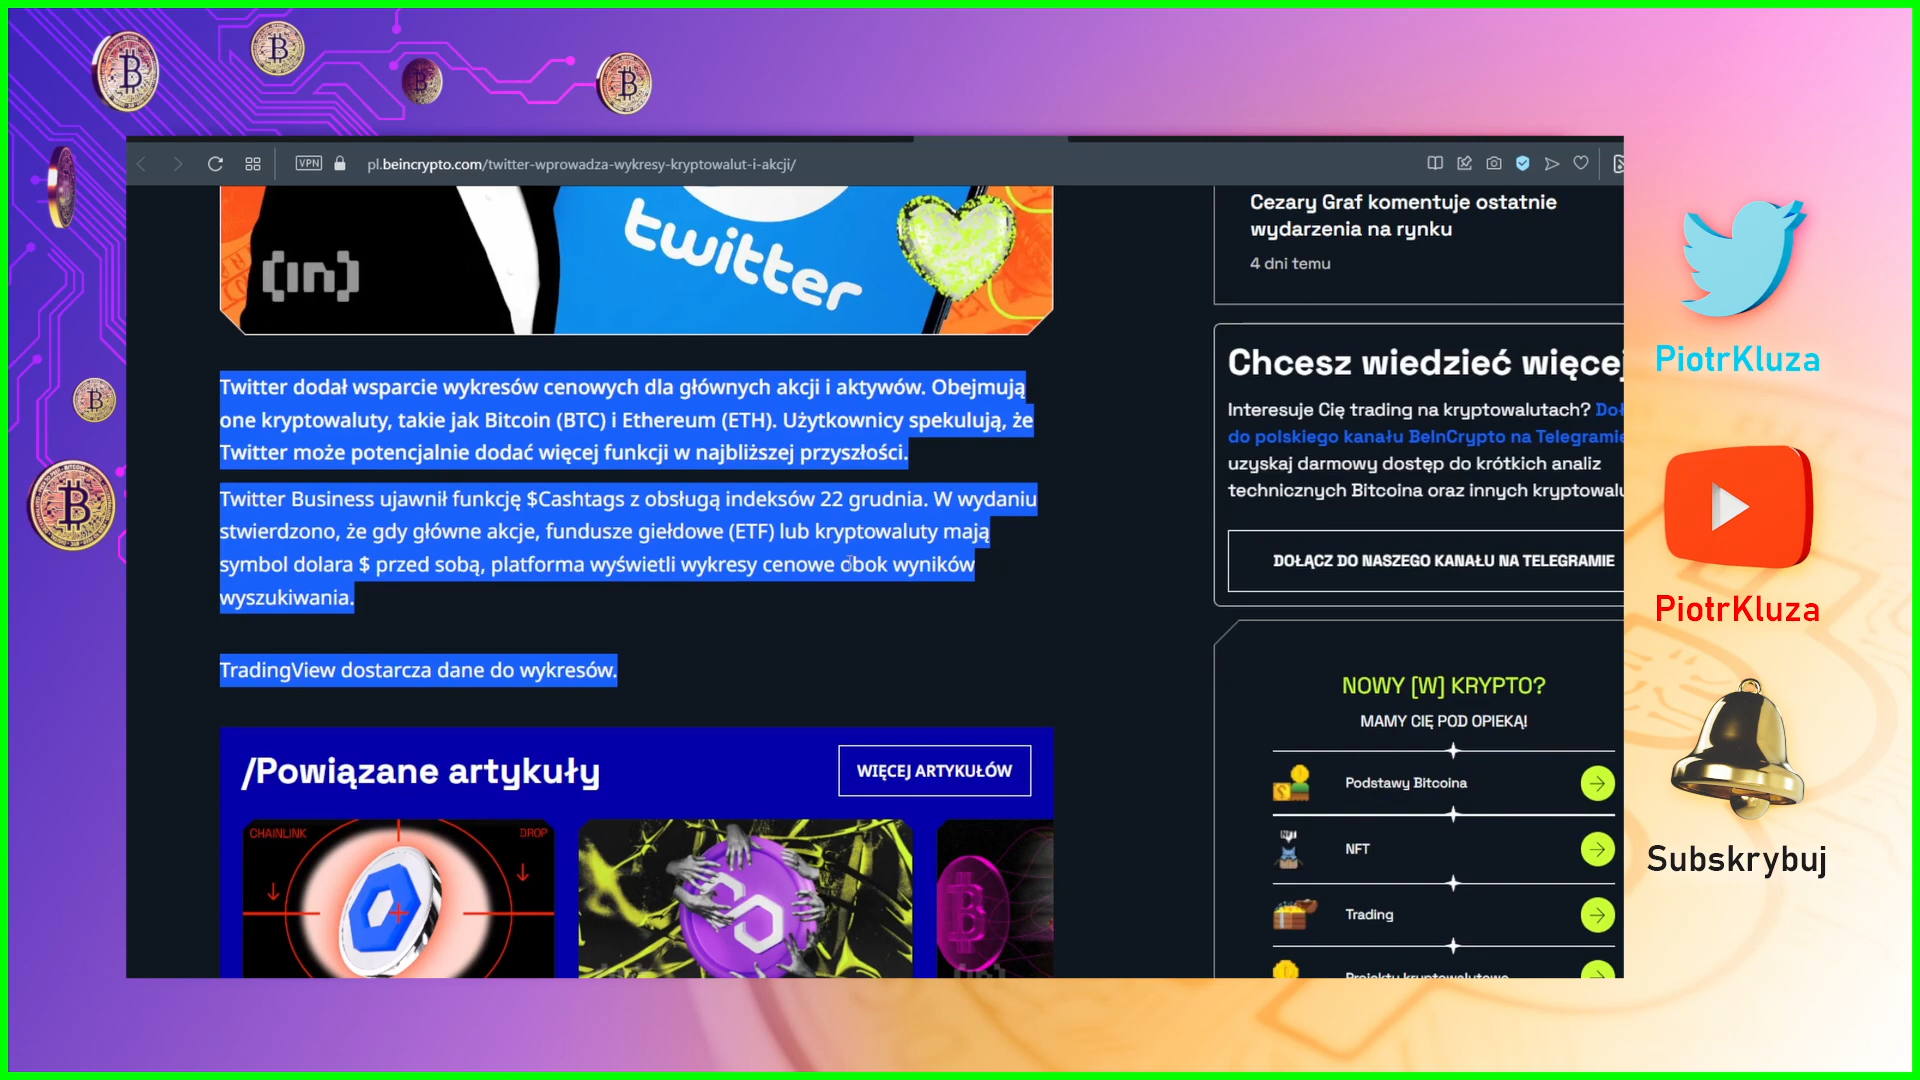 VPN
pl.beincrypto.com/twitter-wprowadza-wykresy-kryptowalut-i-akcji/
[in]
twitter
Twitter dodał wsparcie wykresów cenowych dla głównych akcji i aktywów. Obejmują
one kryptowaluty, takie jak Bitcoin (BTC) i Ethereum (ETH). Użytkownicy spekulują, że
Twitter może potencjalnie dodać więcej funkcji w najbliższej przyszłości.
Twitter Business ujawnił funkcję $Cashtags z obsługą indeksów 22 grudnia. W wydaniu
stwierdzono, że gdy główne akcje, fundusze giełdowe (ETF) lub kryptowaluty mają
symbol dolara $ przed sobą, platforma wyświetli wykresy cenowe obok wyników
wyszukiwania.
TradingView dostarcza dane do wykresów.
/Powiązane artykuły
WIĘCEJ ARTYKUŁÓW
CHAINLINK
DROP
Cezary Graf komentuje ostatnie
wydarzenia na rynku
4 dni temu
Chcesz wiedzieć więcej
Interesuje Cię trading na kryptowalutach?
do polskiego kanału BeInCrypto na Telegramie
uzyskaj darmowy dostęp do krótkich analiz
technicznych Bitcoina oraz innych
DOŁĄCZ DO NASZEGO KANAŁU NA TELEGRAMIE
NOWY [W] KRYPTO?
MAMY CIĘ POD OPIEKĄ!
Podstawy Bitcoina
NFT
Trading
Projekty kryptowalutowe
PiotrKluza
PiotrKluza
Subskrybuj